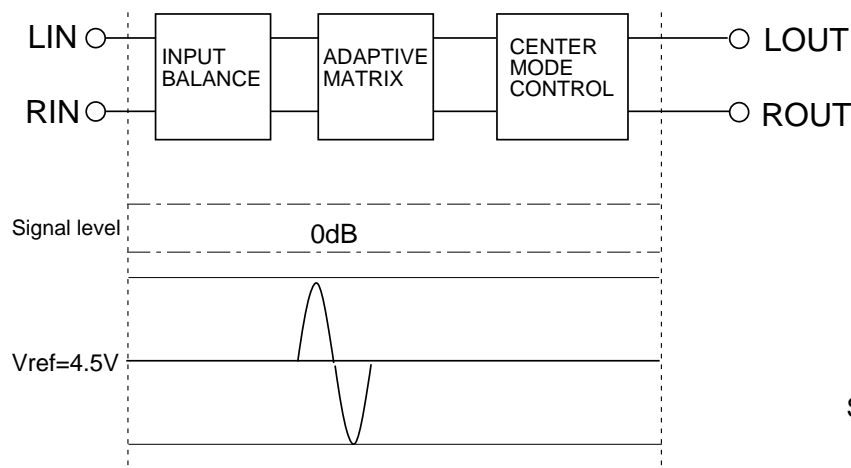 LIN
INPUT
BALANCE
ADAPTIVE
MATRIX
CENTER
MODE
CONTROL
LOUT
RIN
ROUT
Signal level
0dB
Vref=4.5V